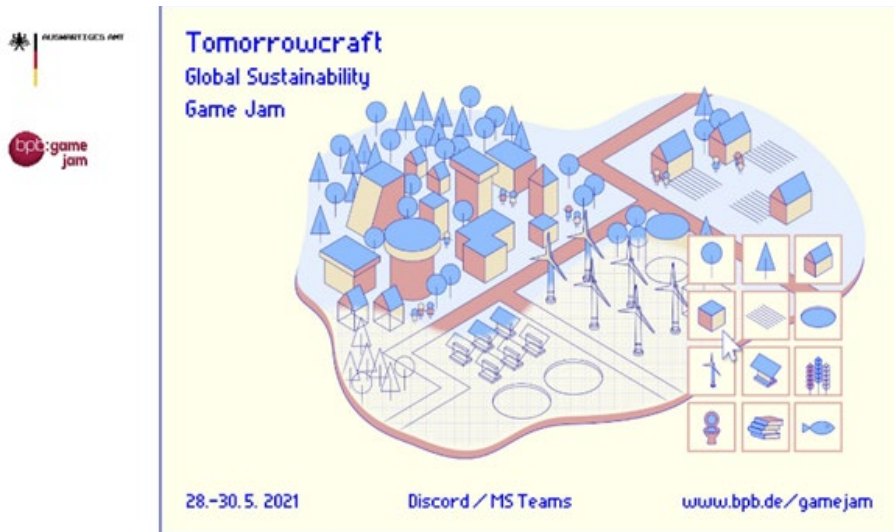 AUSWÄRTIGES AMT
bpb:game
jam
Tomorrowcraft
Global Sustainability
Game Jam
28.-30.5. 2021
Discord/MS Teams
www.bpb.de/gamejam